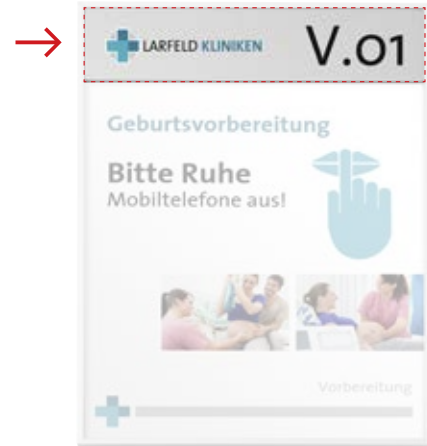 LARFELD KLINIKEN
V.01
Geburtsvorbereitung
Bitte Ruhe
Mobiltelefone aus!
Vorbereitung